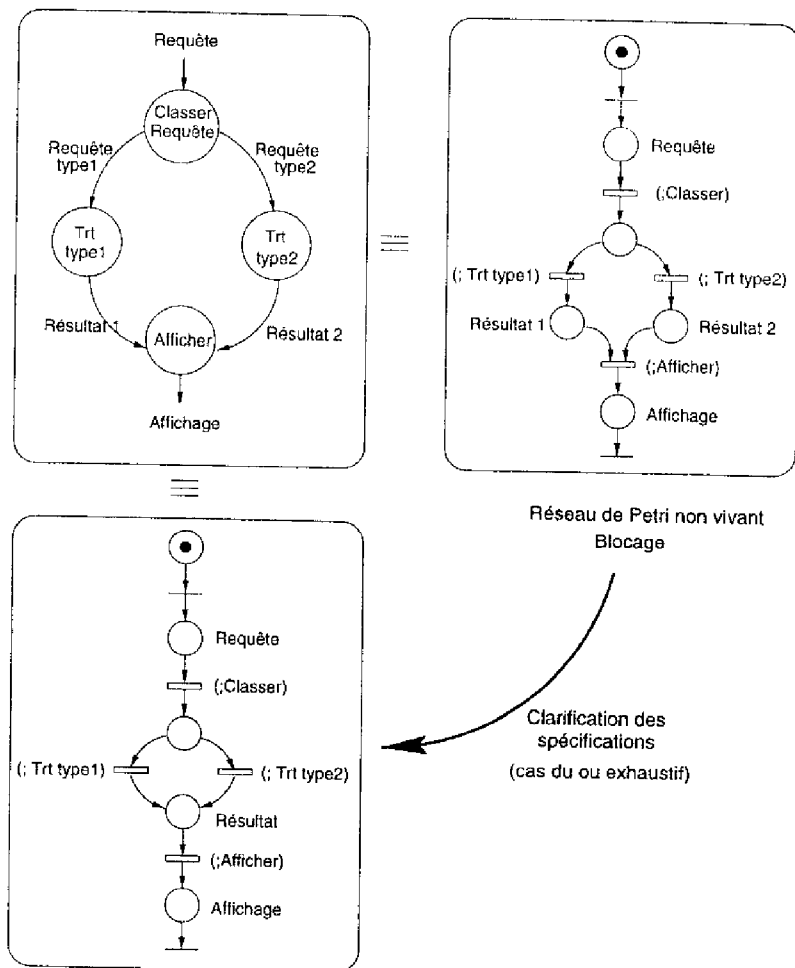 Requête
Classer
Requête
Requête
type1
Requête
type2
Trt
type1
Trt
type2
Résultat 1
Afficher
Résultat 2
Affichage
Requête
(;Classer)
(; Trt type1)
(; Trt type2)
Résultat 1
Résultat 2
(;Afficher)
Affichage
Réseau de Petri non vivant
Blocage
Requête
(;Classer)
(; Trt type1)
(; Trt type2)
Résultat
(;Afficher)
Affichage
Clarification des
spécifications
(cas du ou exhaustif)